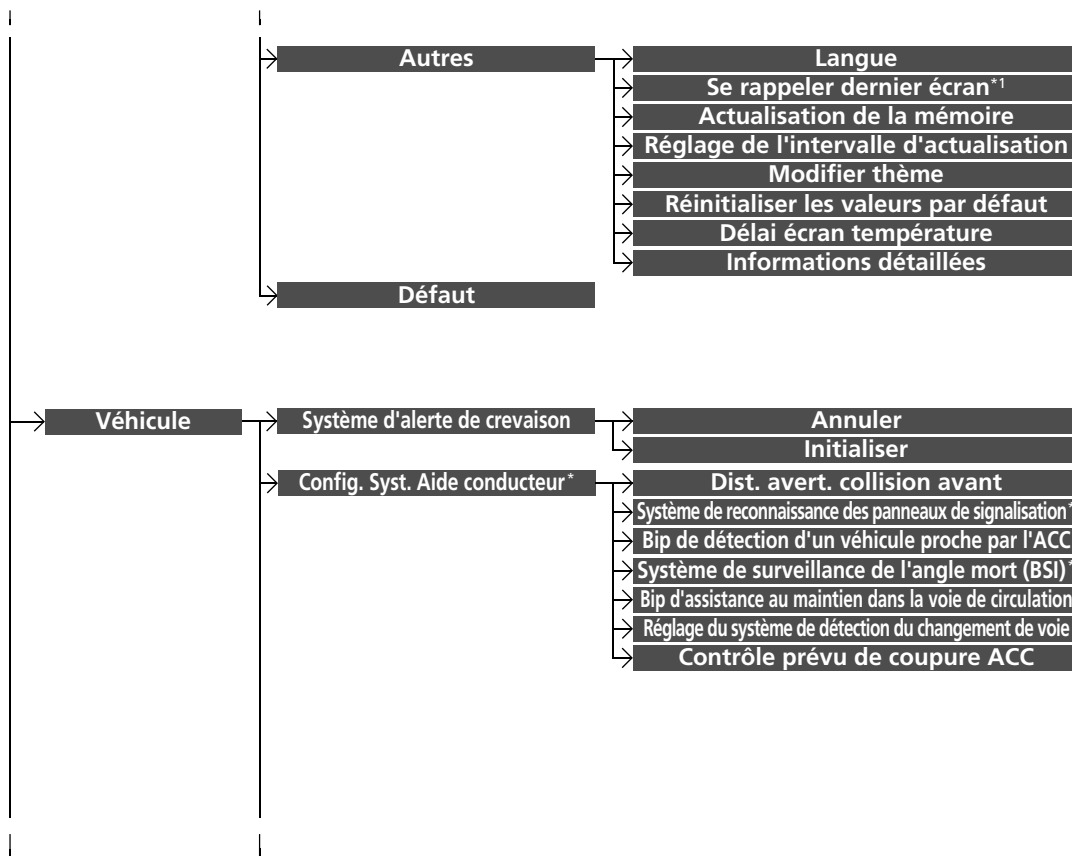 Autres
Langue
Se rappeler dernier écran*1
Actualisation de la mémoire
Réglage de l'intervalle d'actualisation
Modifier thème
Réinitialiser les valeurs par défaut
Délai écran température
Informations détaillées
Défaut
Véhicule
Système d'alerte de crevaison
Annuler
Initialiser
Config. Syst. Aide conducteur*
Dist. avert. collision avant
Système de reconnaissance des panneaux de signalisation*
Bip de détection d'un véhicule proche par l'ACC
Système de surveillance de l'angle mort (BSI)*
Bip d'assistance au maintien dans la voie de circulation
Réglage du système de détection du changement de voie
Contrôle prévu de coupure ACC